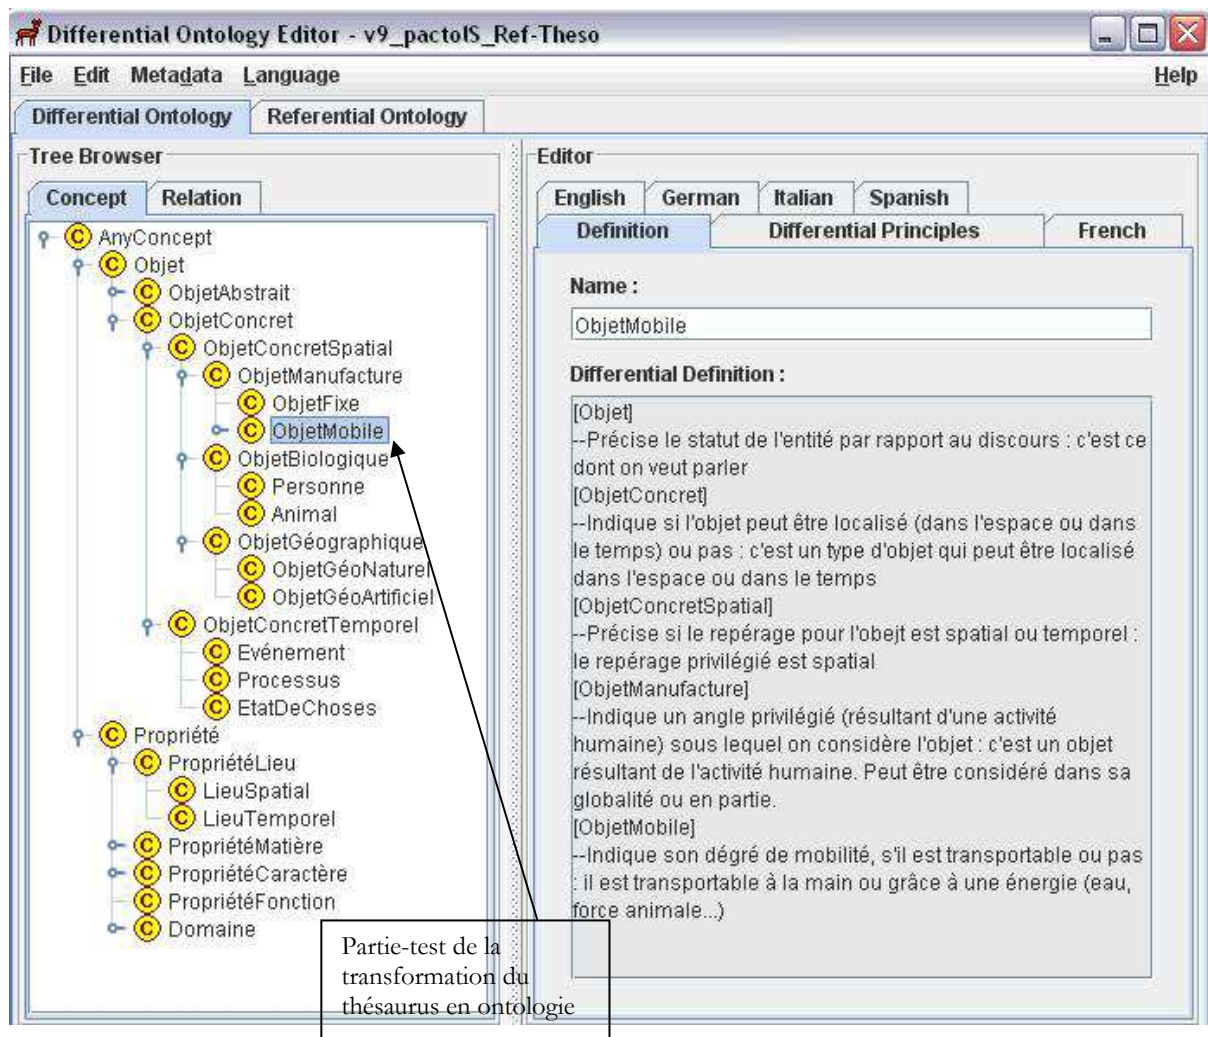 Differential Ontology Editor - v9_pactolS_Ref-Theso
File Edit Metadata Language Help
Differential Ontology Referential Ontology
Tree Browser
Concept Relation
AnyConcept
Objet
ObjetAbstrait
ObjetConcret
ObjetConcretSpatial
ObjetManufacture
ObjetFixe
ObjetMobile
ObjetBiologique
Personne
Animal
ObjetGéographique
ObjetGéoNaturel
ObjetGéoArtificiel
ObjetConcretTemporel
Evénement
Processus
EtatDeChoses
Propriété
PropriétéLieu
LieuSpatial
LieuTemporel
PropriétéMatière
PropriétéCaractère
PropriétéFonction
Domaine
Editor
English German Italian Spanish
Definition Differential Principles French
Name :
ObjetMobile
Differential Definition :
[Objet]
--Précise le statut de l'entité par rapport au discours : c'est ce
dont on veut parler
[ObjetConcret]
--Indique si l'objet peut être localisé (dans l'espace ou dans
le temps) ou pas : c'est un type d'objet qui peut être localisé
dans l'espace ou dans le temps
[ObjetConcretSpatial]
--Précise si le repérage pour l'obejt est spatial ou temporel :
le repérage privilégié est spatial
[ObjetManufacture]
--Indique un angle privilégié (résultant d'une activité
humaine) sous lequel on considère l'objet : c'est un objet
résultant de l'activité humaine. Peut être considéré dans sa
globalité ou en partie.
[ObjetMobile]
--Indique son dégré de mobilité, s'il est transportable ou pas
: il est transportable à la main ou grâce à une énergie (eau,
force animale...)
Partie-test de la
transformation du
thésaurus en ontologie